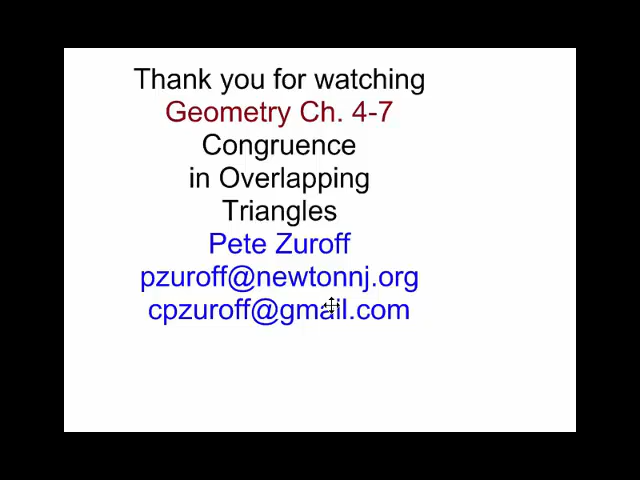 Thank you for watching
Geometry Ch. 4-7
Congruence
in Overlapping
Triangles
Pete Zuroff
pzuroff@newtonnj.org
cpzuroff@gmail.com